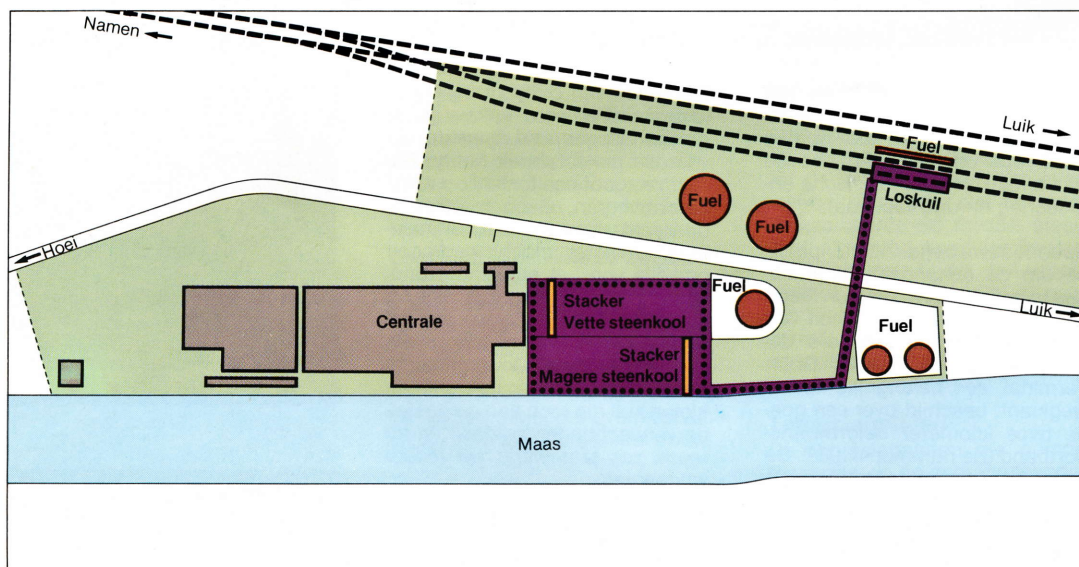 Namen
Luik
Fuel
Loskuil
Fuel
Fuel
Hoei
Fuel
Luik
Stacker
Vette steenkool
Centrale
Fuel
Stacker
Magere steenkool
Maas